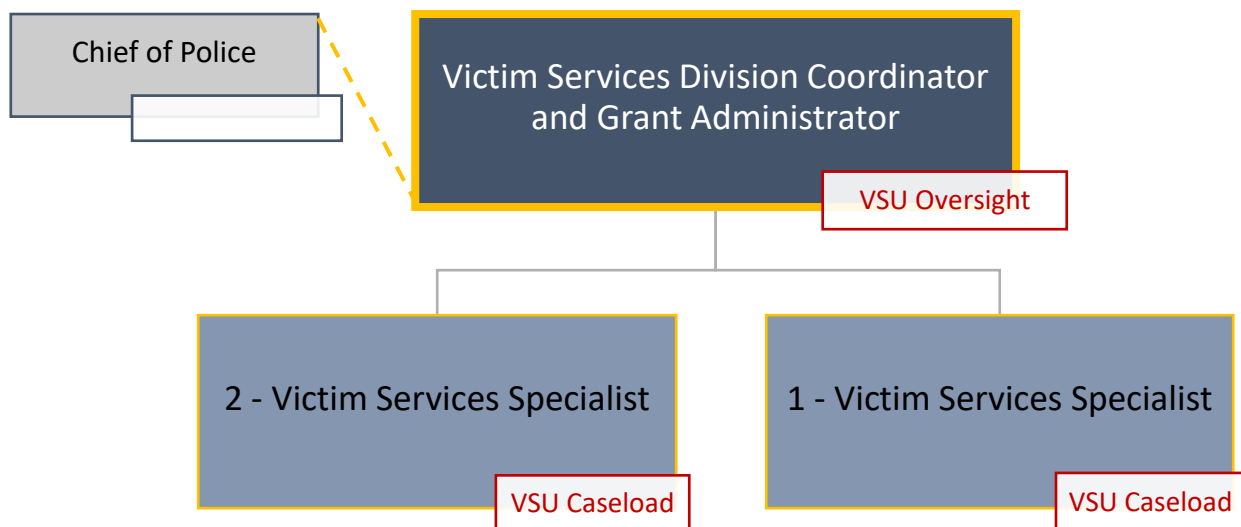 Chief of Police
Victim Services Division Coordinator
and Grant Administrator
VSU Oversight
2 - Victim Services Specialist
VSU Caseload
1 - Victim Services Specialist
VSU Caseload